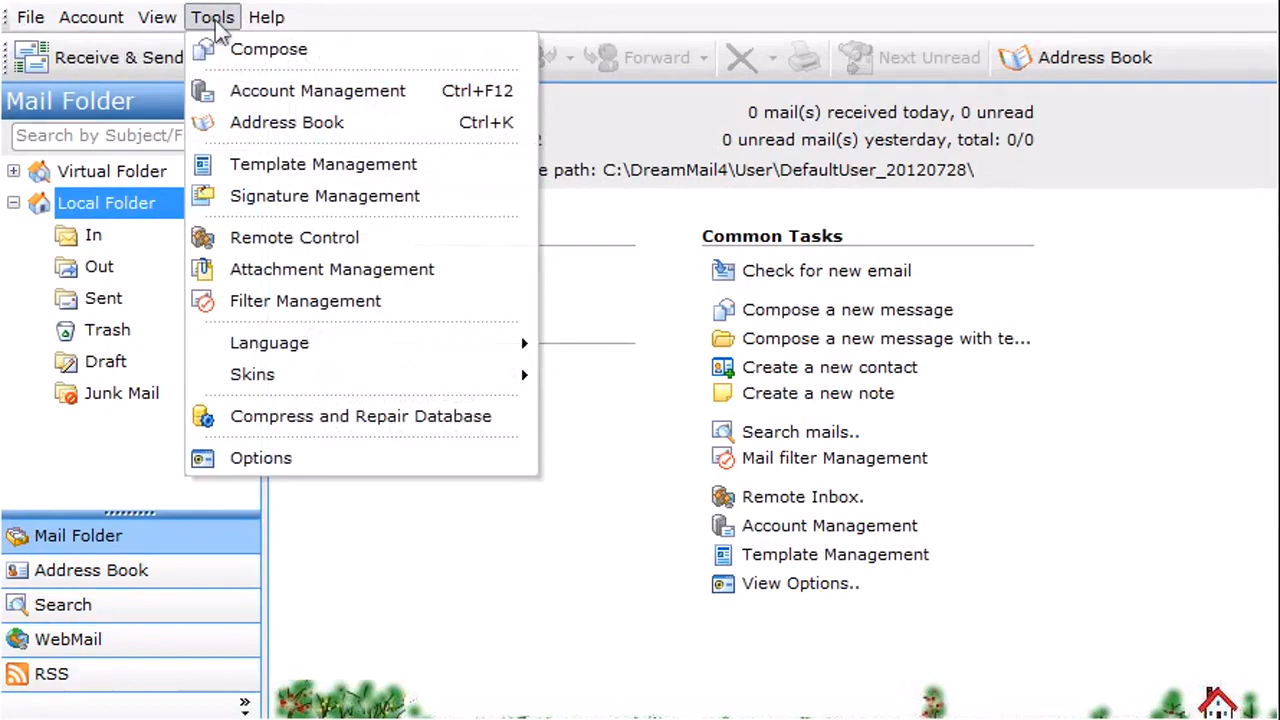 File Account View Tools Help
Receive & Send Forward Next Unread Address Book
Mail Folder
Search by Subject/F
Virtual Folder
Local Folder
In
Out
Sent
Trash
Draft
Junk Mail
Compose
Account Management Ctrl+F12
Address Book Ctrl+K
Template Management
Signature Management
Remote Control
Attachment Management
Filter Management
Language
Skins
Compress and Repair Database
Options
0 mail(s) received today, 0 unread
0 unread mail(s) yesterday, total: 0/0
e path: C:\DreamMail4\User\DefaultUser_20120728\
Common Tasks
Check for new email
Compose a new message
Compose a new message with te...
Create a new contact
Create a new note
Search mails..
Mail filter Management
Remote Inbox.
Account Management
Template Management
View Options..
Mail Folder
Address Book
Search
WebMail
RSS